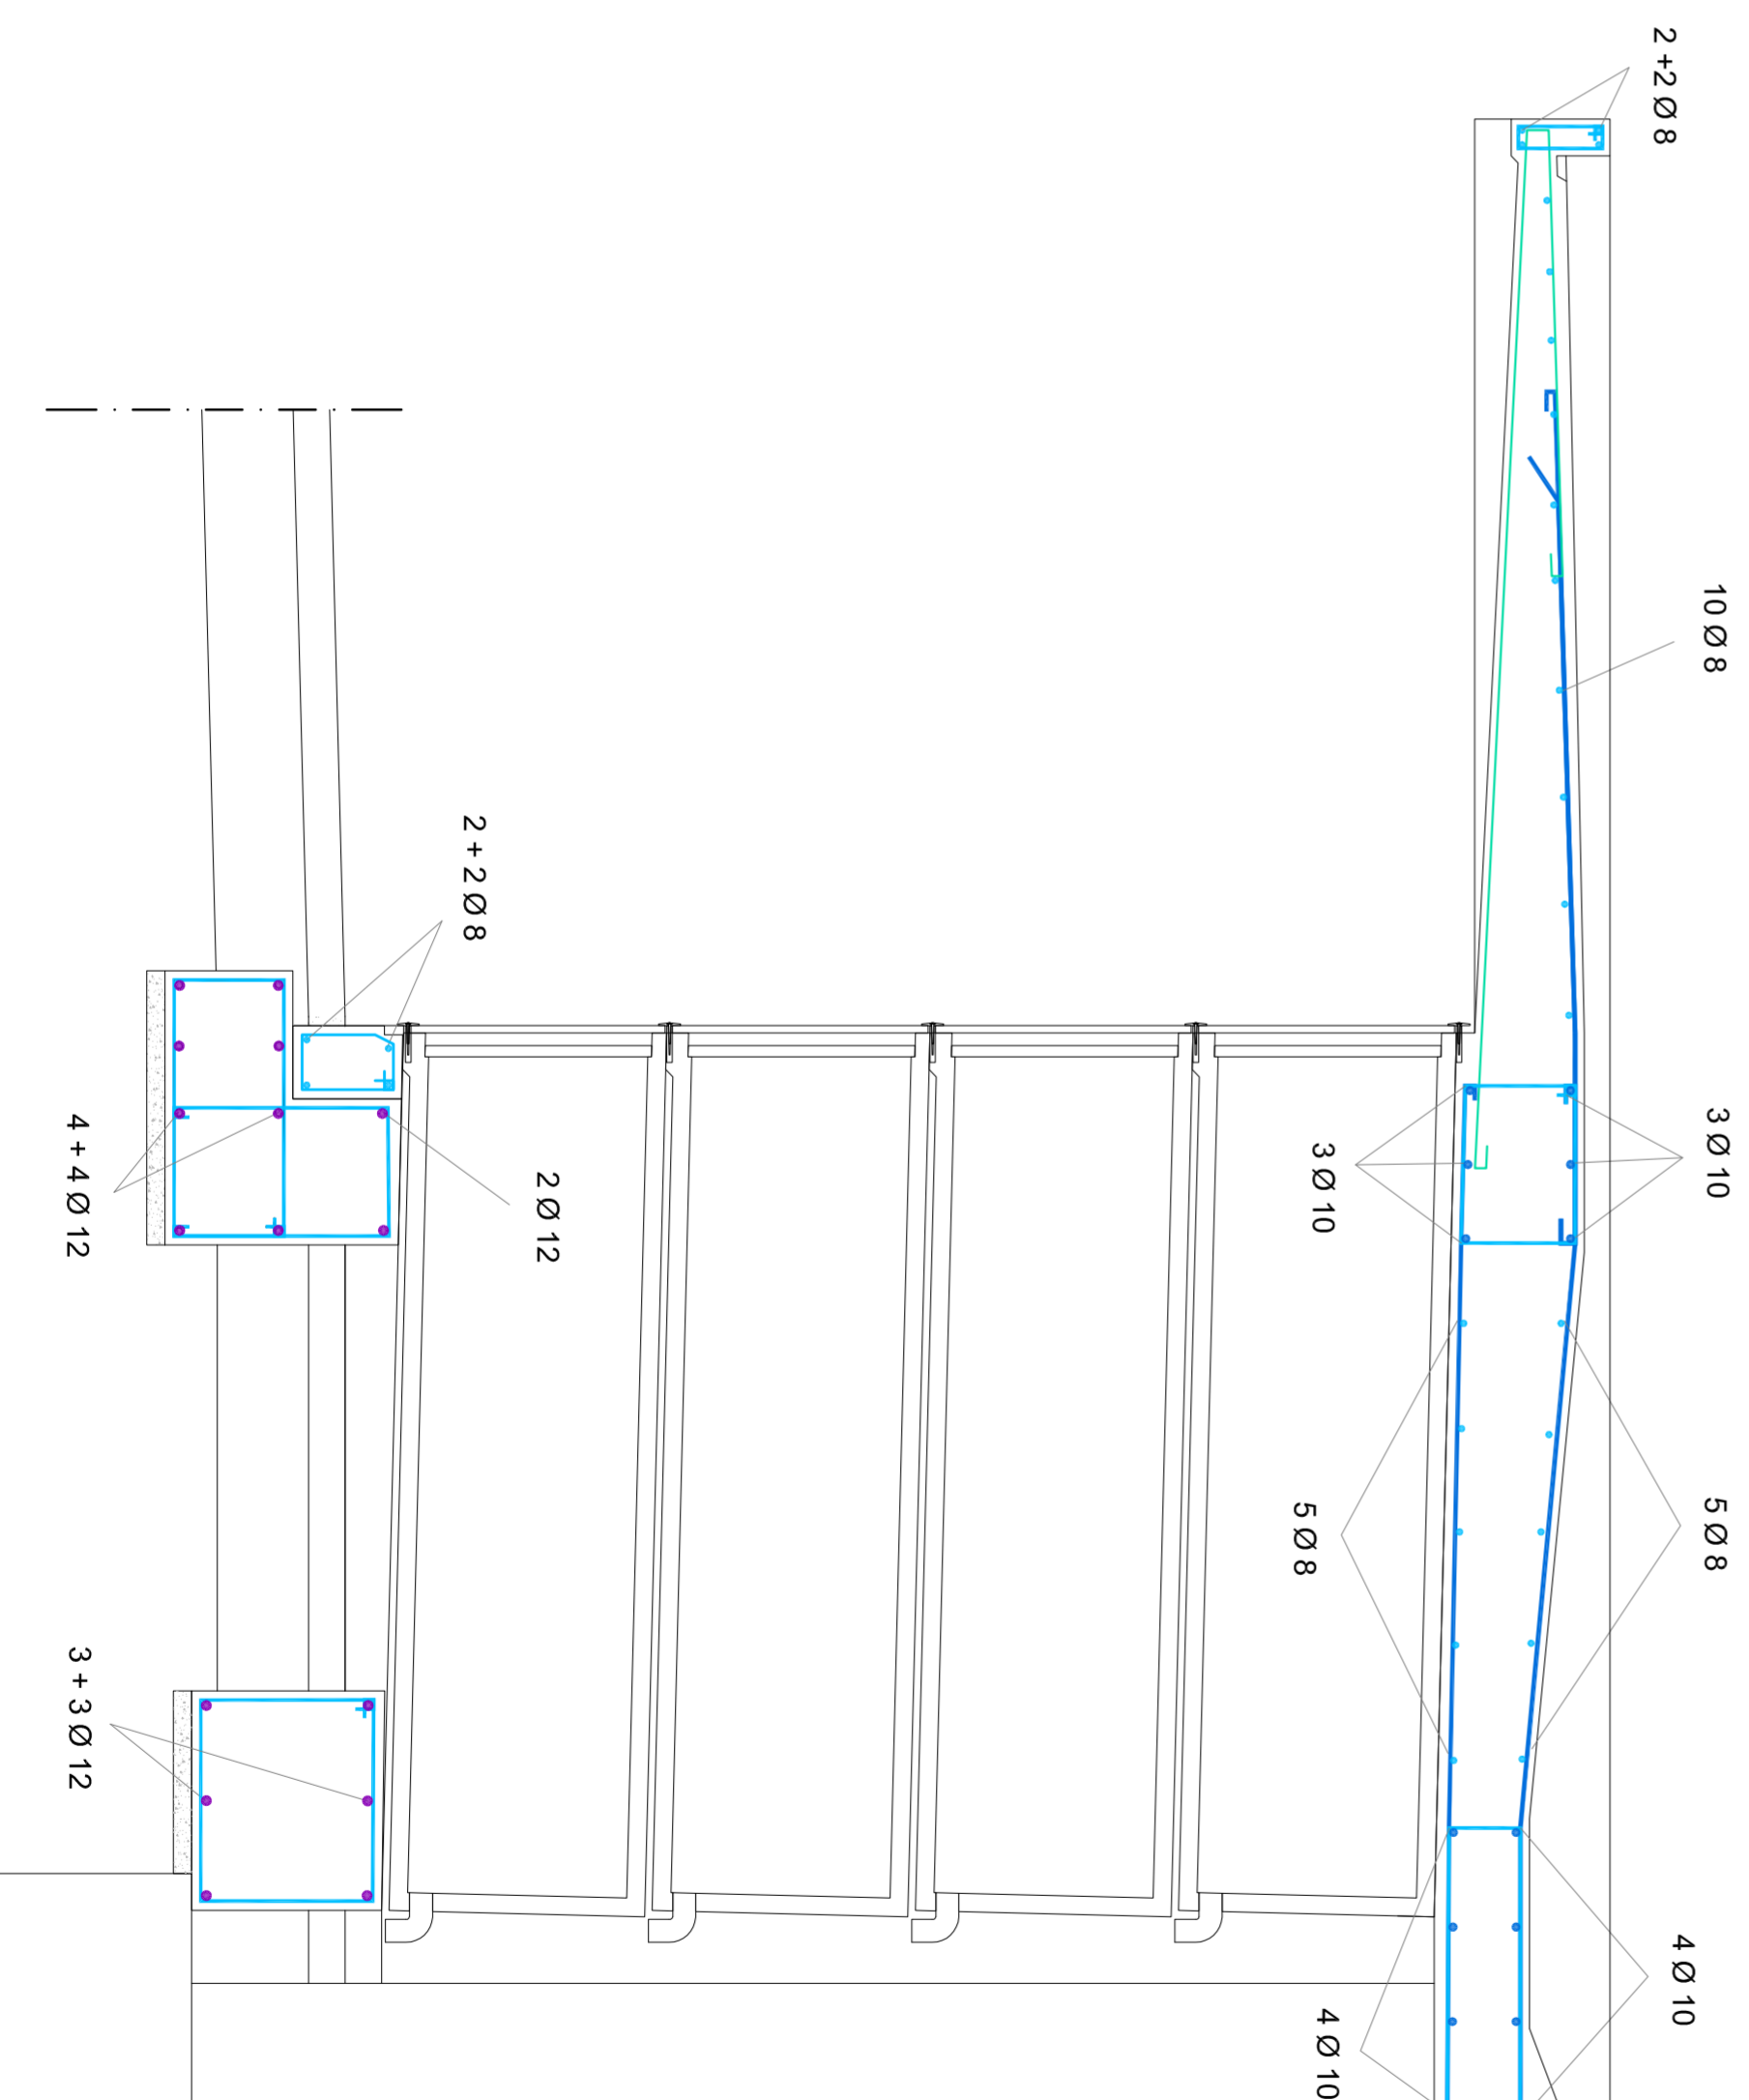 2 +2 Ø 8
10 Ø 8
3 Ø 10
3 Ø 10
5 Ø 8
5 Ø 8
4 Ø 10
4 Ø 10
2 + 2 Ø 8
2 Ø 12
4 + 4 Ø 12
3 + 3 Ø 12